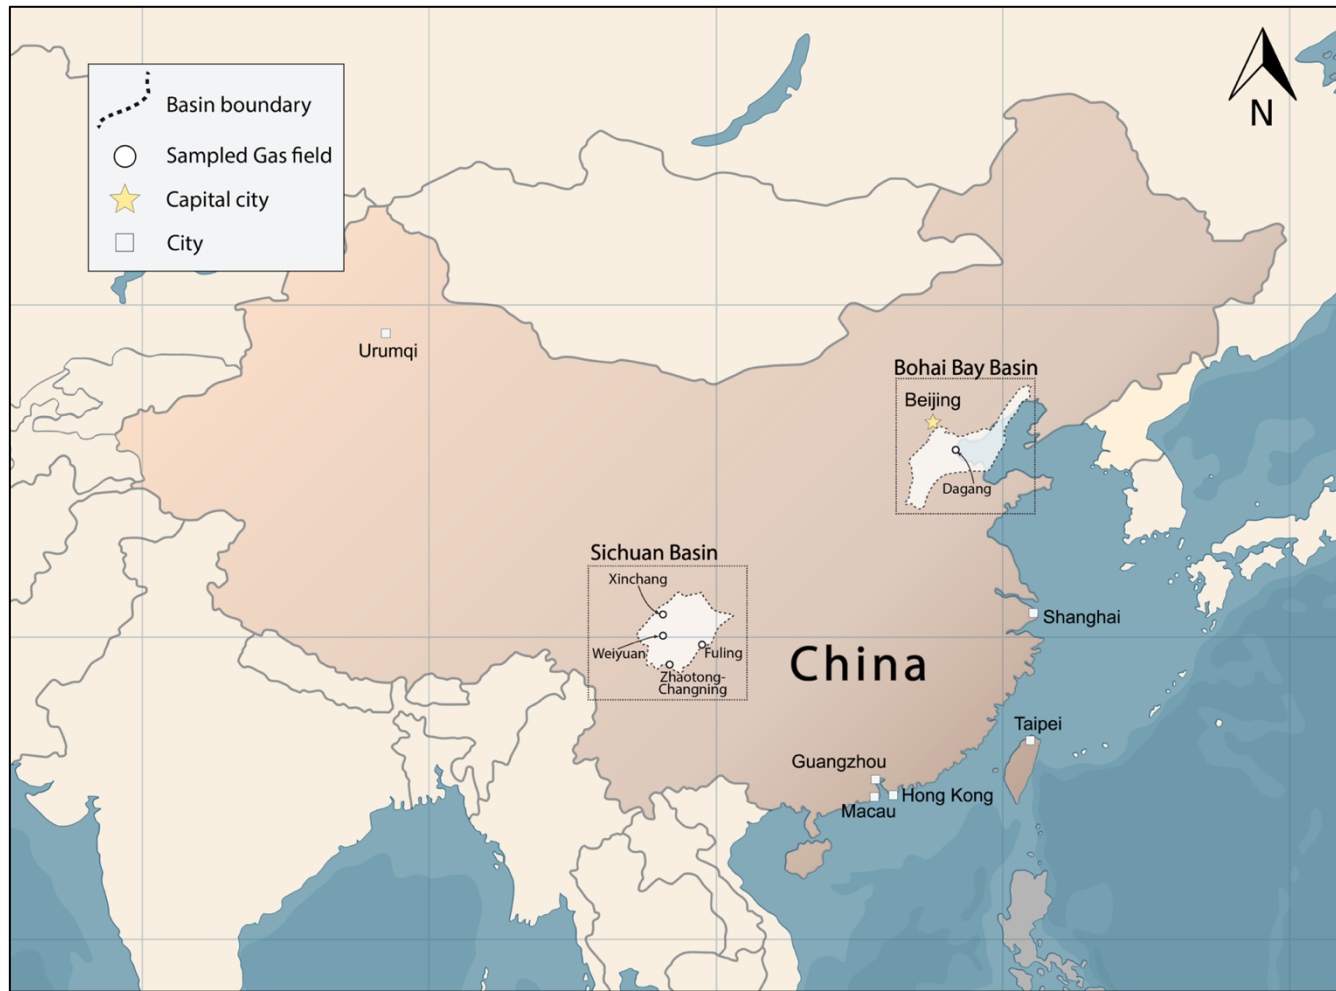 Basin boundary
Sampled Gas field
Capital city
City
N
Urumqi
Bohai Bay Basin
Beijing
Dagang
Sichuan Basin
Xinchang
Weiyuan
Fuling
Zhaotong-
Changning
China
Shanghai
Taipei
Guangzhou
Hong Kong
Macau